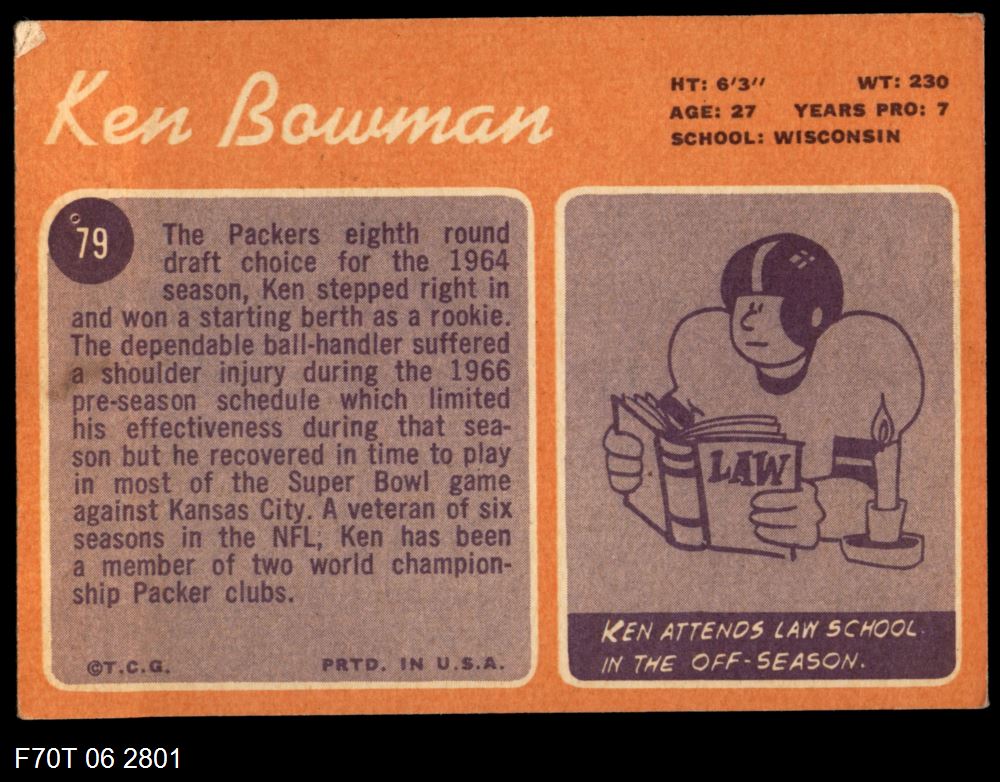 Ken Bowman
HT: 6'3'' WT: 230
AGE: 27 YEARS PRO: 7
SCHOOL: WISCONSIN
79
The Packers eighth round
draft choice for the 1964
season, Ken stepped right in
and won a starting berth as a rookie.
The dependable ball-handler suffered
a shoulder injury during the 1966
pre-season schedule which limited
his effectiveness during that sea-
son but he recovered in time to play
in most of the Super Bowl game
against Kansas City. A veteran of six
seasons in the NFL, Ken has been
a member of two world champion-
ship Packer clubs.
©T.C.G. PRTD. IN U.S.A.
LAW
KEN ATTENDS LAW SCHOOL
IN THE OFF-SEASON.
F70T 06 2801